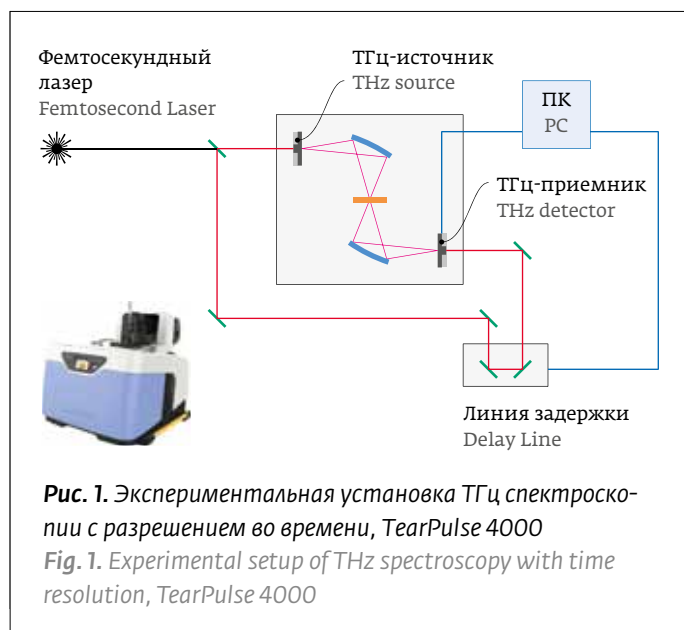 Фемтосекундный
лазер
Femtosecond Laser
ТГц-источник
THz source
ПК
PC
ТГц-приемник
THz detector
Линия задержки
Delay Line
Рис. 1. Экспериментальная установка ТГц спектроско-
пии с разрешением во времени, TearPulse 4000
Fig. 1. Experimental setup of THz spectroscopy with time
resolution, TearPulse 4000